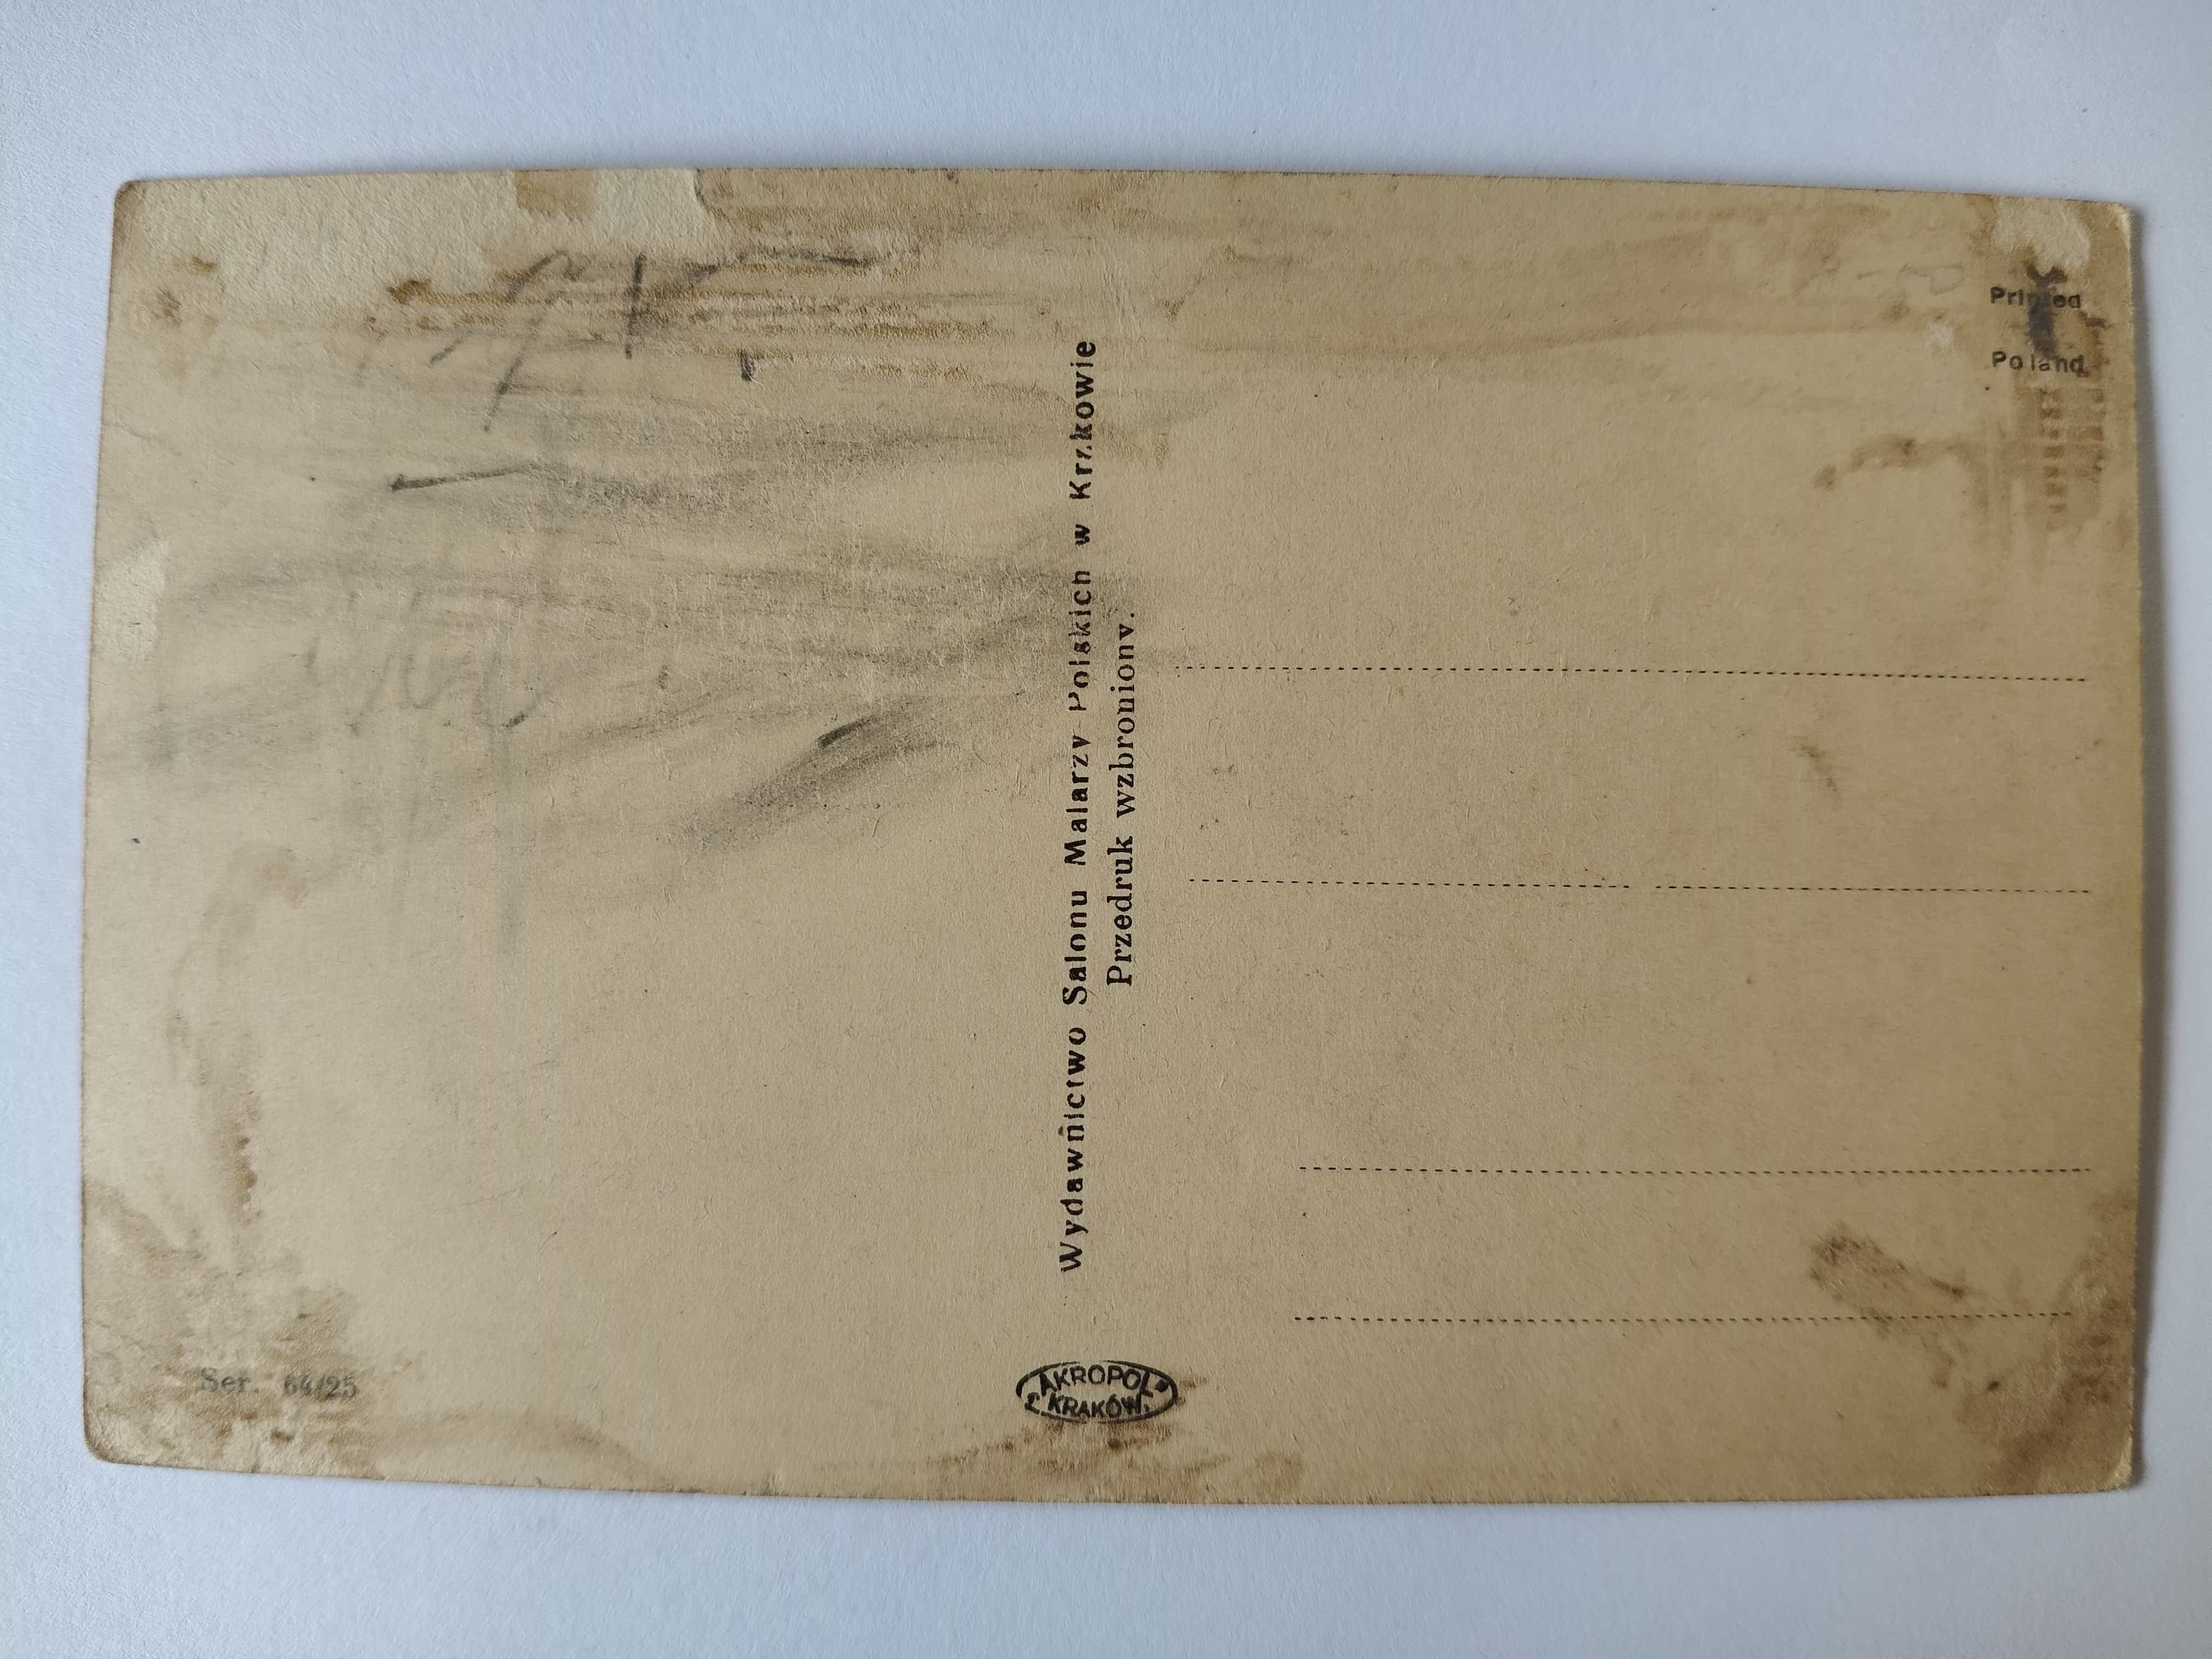 Printed
Poland
Wydawnictwo Salonu Malarzy Polskich w Krakowie
Przedruk wzbroniony.
Ser. 64/25
"AKROPOL"
KRAKÓW.